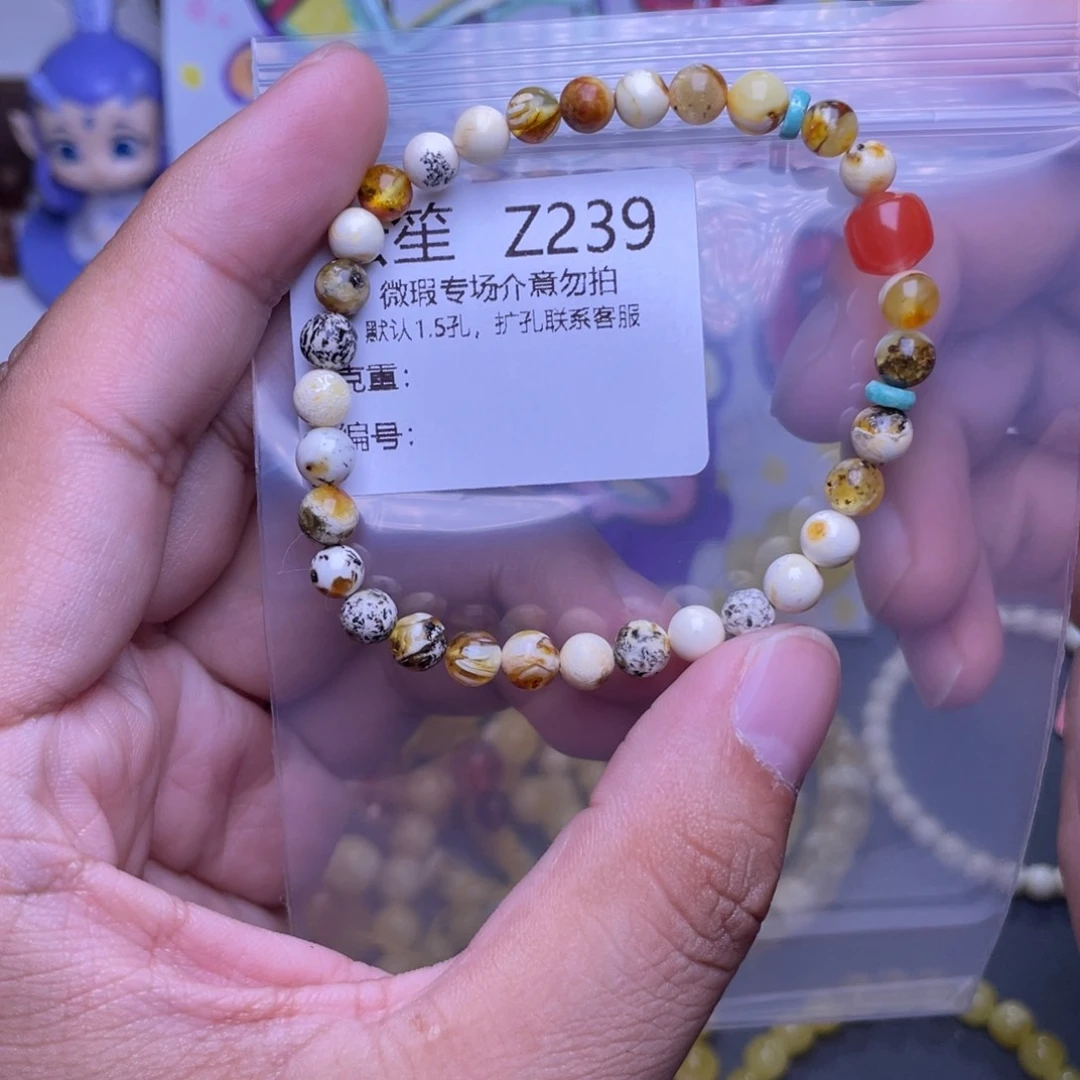 笙 Z239
微瑕专场介意勿拍
默认1.5孔，扩孔联系客服
克重：
编号：